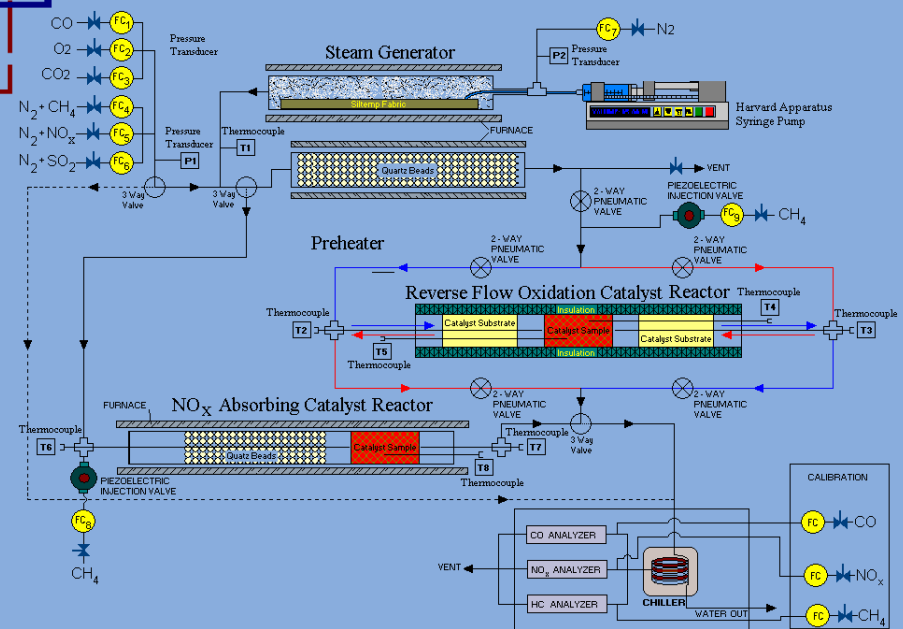 CO
FC1
O2
FC2
CO2
FC3
Pressure
Transducer
N2+CH4
FC4
N2+NOx
FC5
N2+SO2
FC6
Pressure
Transducer
P1
3 Way
Valve
Thermocouple
T1
3 Way
Valve
Steam Generator
Siltemp Fabric
FURNACE
Quartz Beads
P2
Pressure
Transducer
FC7
N2
Harvard Apparatus
Syringe Pump
VENT
2-WAY
PNEUMATIC
VALVE
PIEZOELECTRIC
INJECTION VALVE
FC9
CH4
Preheater
2 - WAY
PNEUMATIC
VALVE
2 - WAY
PNEUMATIC
VALVE
Reverse Flow Oxidation Catalyst Reactor
Thermocouple
T2
Insulation
Catalyst Substrate
Catalyst Sample
Catalyst Substrate
Insulation
T5
Thermocouple
Thermocouple
T4
T3
Thermocouple
2 - WAY
PNEUMATIC
VALVE
2 - WAY
PNEUMATIC
VALVE
3 Way
Valve
FURNACE
NOX Absorbing Catalyst Reactor
Thermocouple
T6
Quatz Beads
Catalyst Sample
Thermocouple
T7
T8
Thermocouple
PIEZOELECTRIC
INJECTION VALVE
FC8
CH4
VENT
CO ANALYZER
NOX ANALYZER
HC ANALYZER
CHILLER
WATER OUT
CALIBRATION
FC
CO
FC
NOX
FC
CH4